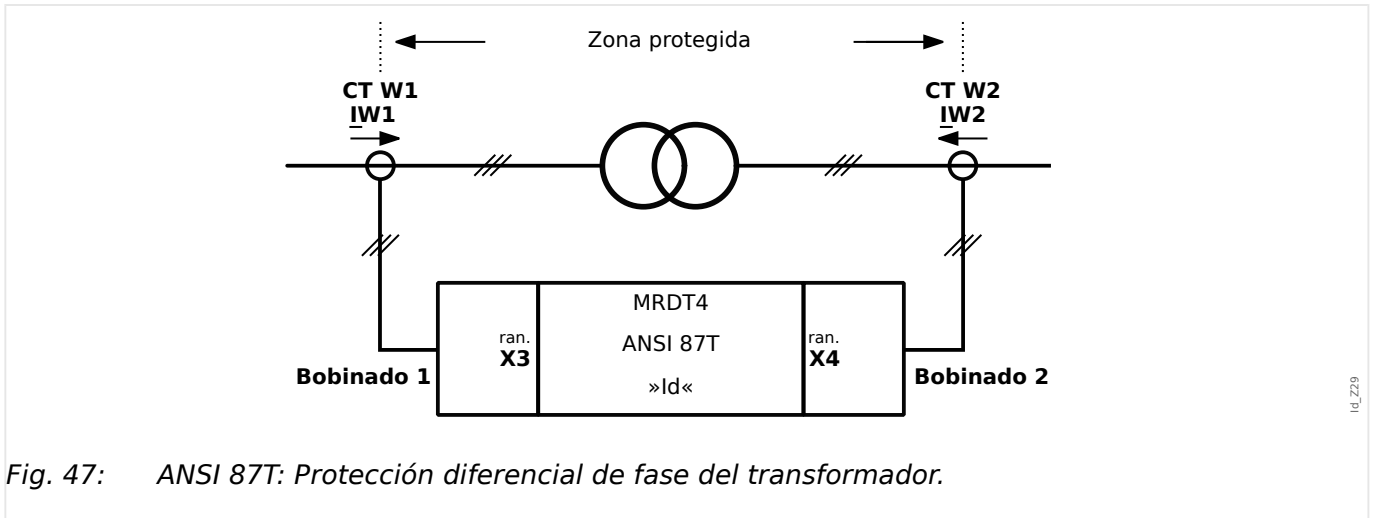 Zona protegida
CT W1
IW1
CT W2
IW2
MRDT4
ANSI 87T
»Id«
ran.
X3
ran.
X4
Bobinado 1
Bobinado 2
Id_Z29
Fig. 47: ANSI 87T: Protección diferencial de fase del transformador.